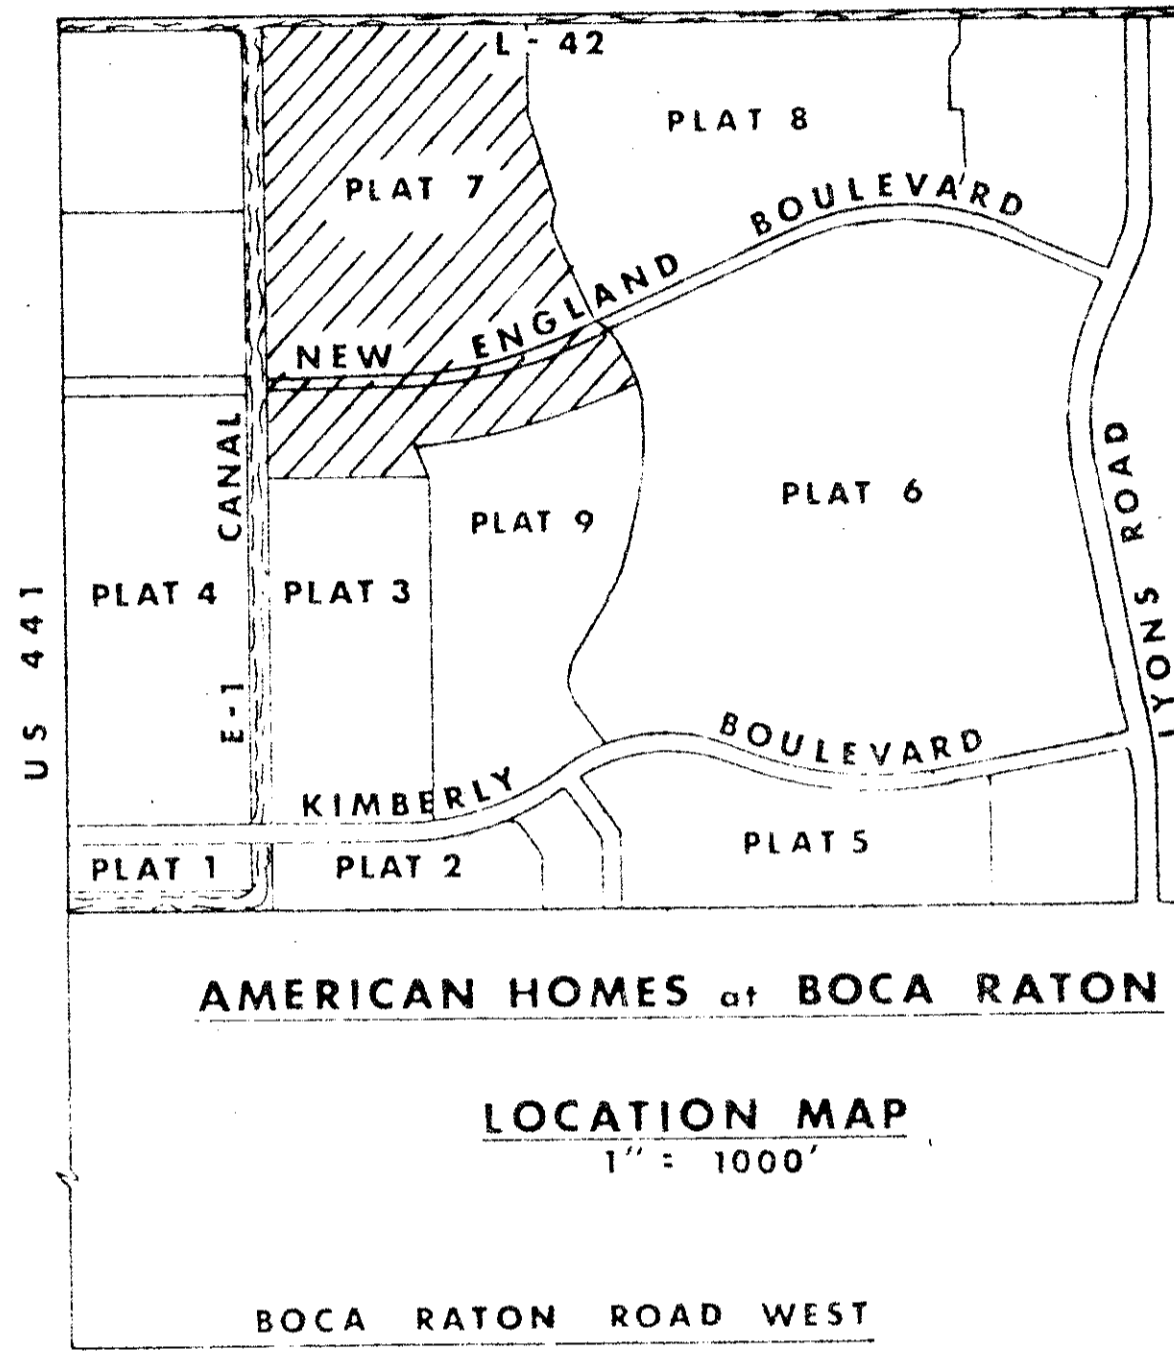 L - 42
PLAT 8
PLAT 7
NEW ENGLAND BOULEVARD
CANAL
E-1
LYONS ROAD
PLAT 6
PLAT 9
PLAT 4
PLAT 3
US 441
KIMBERLY BOULEVARD
PLAT 1
PLAT 2
PLAT 5
AMERICAN HOMES at BOCA RATON
LOCATION MAP
1" = 1000'
BOCA RATON ROAD WEST